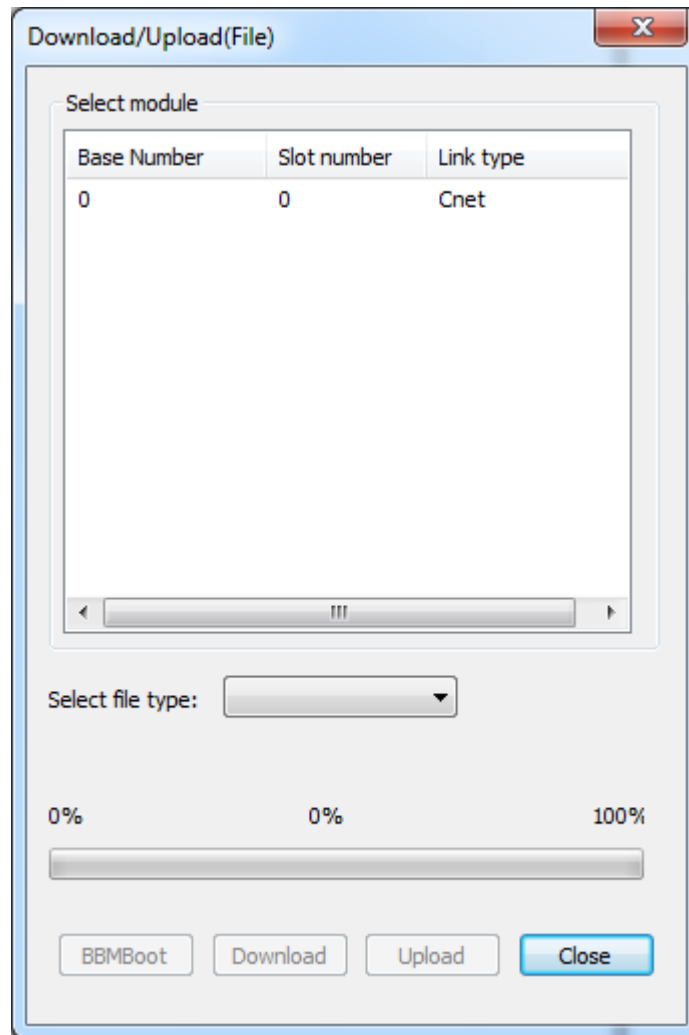 Download/Upload(File)
Select module
Base Number Slot number Link type
0 0 Cnet
Select file type:
0% 0% 100%
BBMBoot Download Upload Close